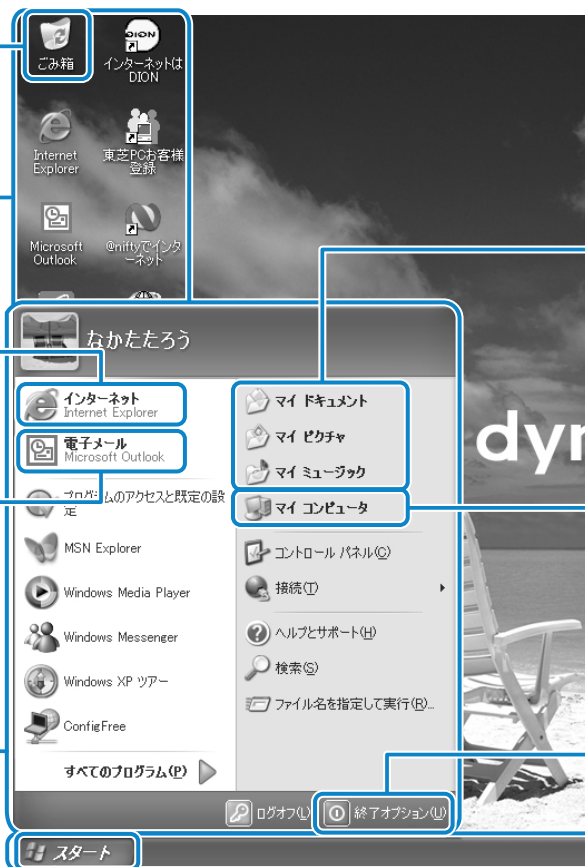 ごみ箱
DION
インターネットは
DION
Internet
Explorer
東芝PCお客様
登録
Microsoft
Outlook
@niftyでインタ
ーネット
なかたたろう
インターネット
Internet Explorer
電子メール
Microsoft Outlook
プログラムのアクセスと既定の設
定
MSN Explorer
Windows Media Player
Windows Messenger
Windows XP ツアー
ConfigFree
すべてのプログラム(P)
マイ ドキュメント
マイ ピクチャ
マイ ミュージック
マイ コンピュータ
コントロール パネル(C)
接続(T)
ヘルプとサポート(H)
検索(S)
ファイル名を指定して実行(R)...
dyn
ログオフ(L)
終了オプション(U)
スタート